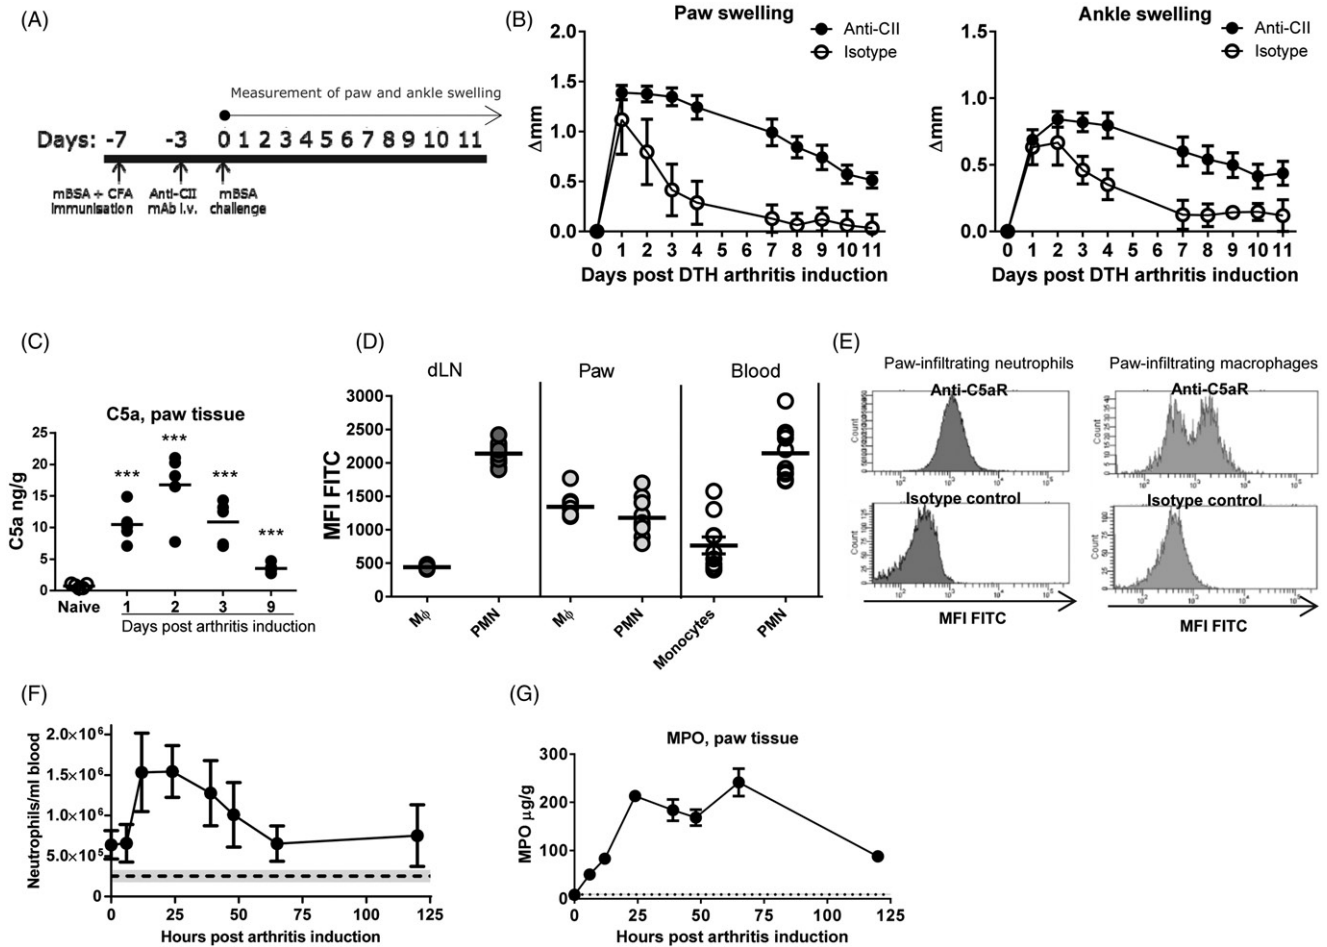 (A)
Measurement of paw and ankle swelling
Days: -7 -3 0 1 2 3 4 5 6 7 8 9 10 11
mBSA + CFA immunisation
Anti-CII mAb i.v.
mBSA challenge
(B)
Paw swelling
Anti-CII
Isotype
Δmm
2.0
1.5
1.0
0.5
0.0
0 1 2 3 4 5 6 7 8 9 10 11
Days post DTH arthritis induction
Ankle swelling
Anti-CII
Isotype
Δmm
1.5
1.0
0.5
0.0
0 1 2 3 4 5 6 7 8 9 10 11
Days post DTH arthritis induction
(C)
C5a, paw tissue
C5a ng/g
25
20
15
10
5
0
*** *** *** ***
Naive 1 2 3 9
Days post arthritis induction
(D)
dLN Paw Blood
MFI FITC
3000
2500
2000
1500
1000
500
0
Mϕ PMN Mϕ PMN Monocytes PMN
(E)
Paw-infiltrating neutrophils
Anti-C5aR
Count
Isotype control
Count
MFI FITC
Paw-infiltrating macrophages
Anti-C5aR
Count
Isotype control
Count
MFI FITC
(F)
Neutrophils/ml blood
2.0×10⁶
1.5×10⁶
1.0×10⁶
5.0×10⁵
0
0 25 50 75 100 125
Hours post arthritis induction
(G)
MPO, paw tissue
MPO µg/g
300
200
100
0
0 25 50 75 100 125
Hours post arthritis induction